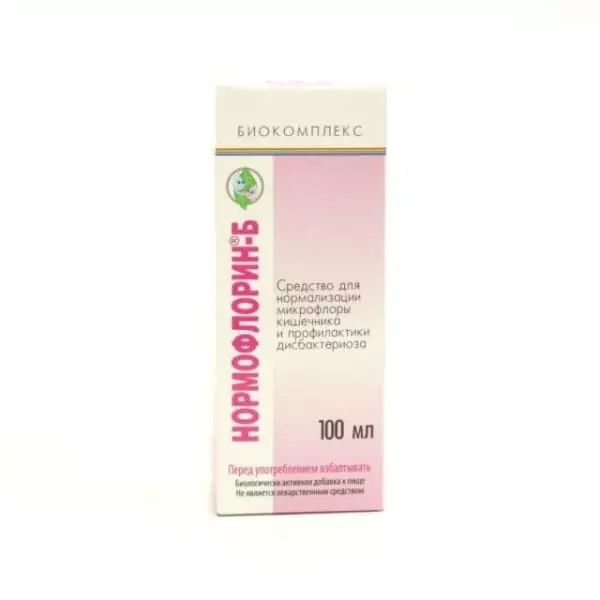 БИОКОМПЛЕКС
НОРМОФЛОРИН®-Б
Средство для
нормализации
микрофлоры
кишечника
и профилактики
дисбактериоза
100 мл
Перед употреблением взбалтывать
Биологически активная добавка к пище
Не является лекарственным средством